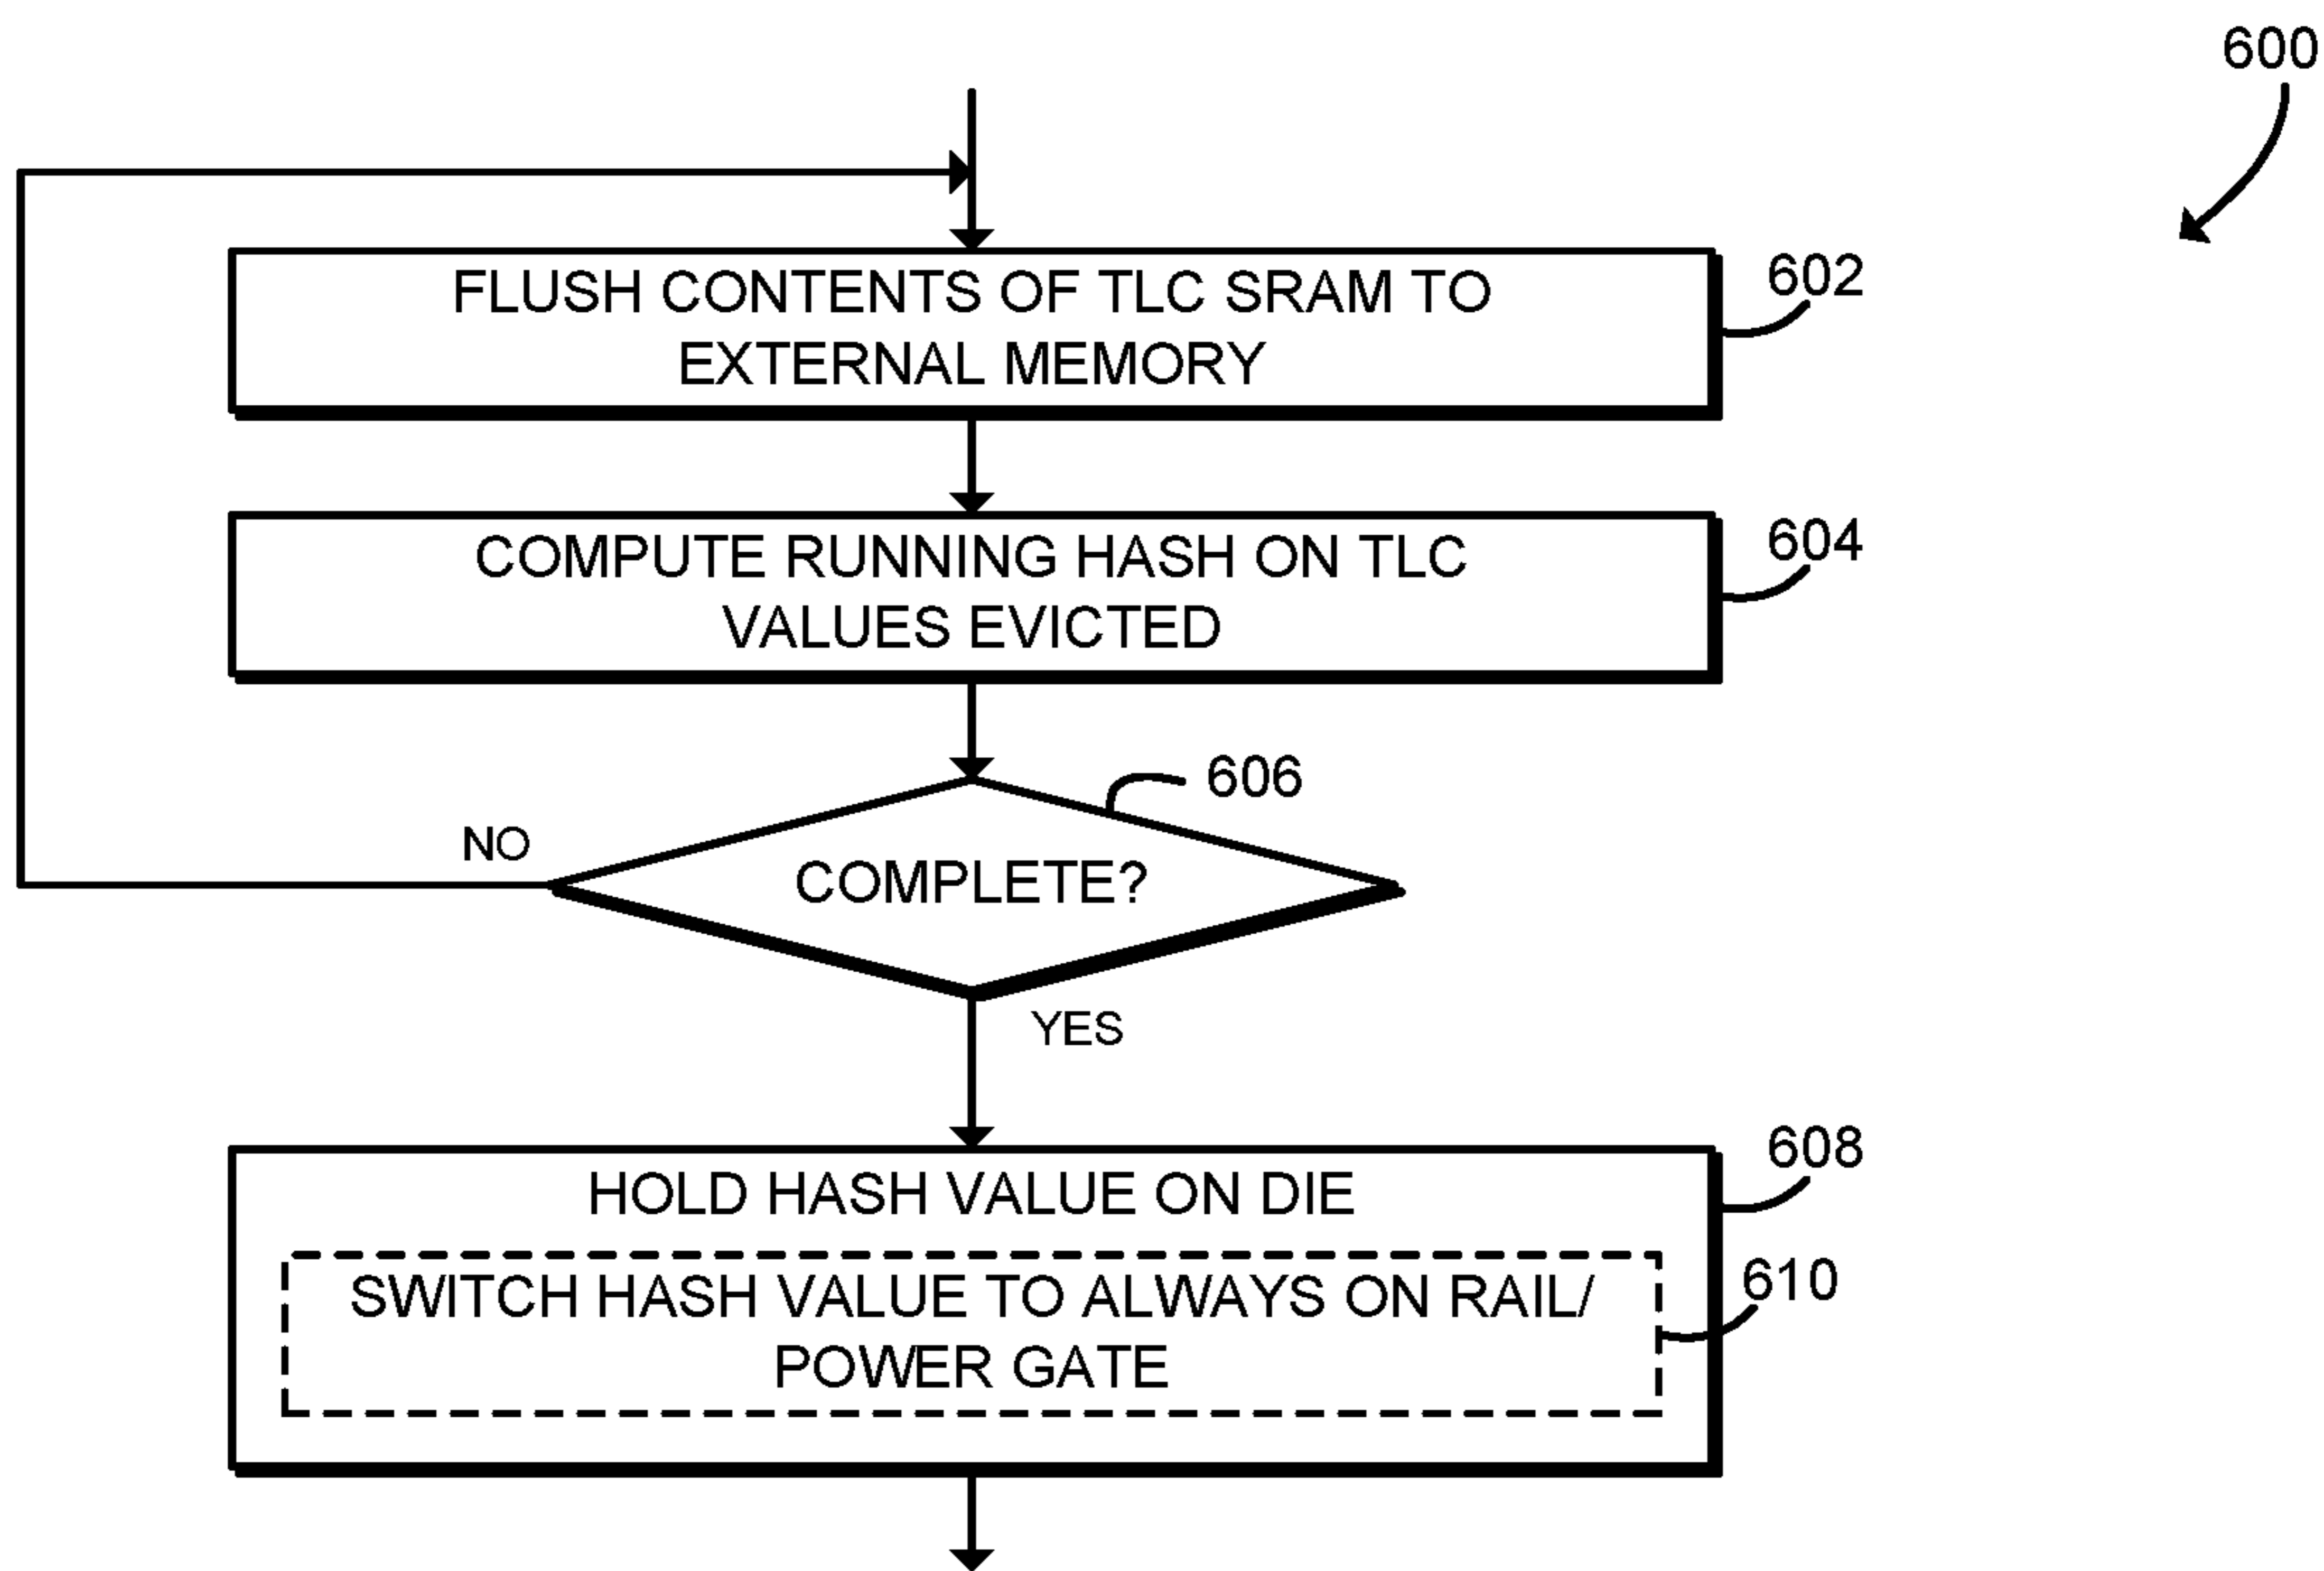 600
FLUSH CONTENTS OF TLC SRAM TO
EXTERNAL MEMORY
602
COMPUTE RUNNING HASH ON TLC
VALUES EVICTED
604
606
NO
COMPLETE?
YES
HOLD HASH VALUE ON DIE
608
SWITCH HASH VALUE TO ALWAYS ON RAIL/
POWER GATE
610